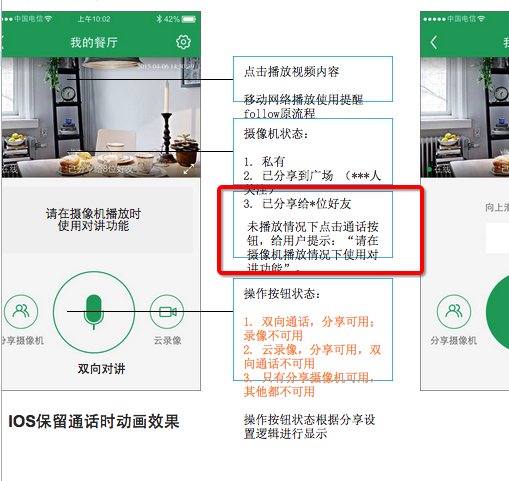 中国电信
上午10:02
42%
我的餐厅
2015-04-06 14:30:29
在线
已分享给8位好友
请在摄像机播放时
使用对讲功能
分享摄像机
云录像
双向对讲
IOS保留通话时动画效果
点击播放视频内容
移动网络播放使用提醒
follow原流程
摄像机状态：
1. 私有
2. 已分享到广场 （***人
关注）
3. 已分享给*位好友
未播放情况下点击通话按
钮，给用户提示：“请在
摄像机播放情况下使用对
讲功能”.
操作按钮状态：
1. 双向通话，分享可用；
录像不可用
2. 云录像，分享可用，双
向通话不可用
3. 只有分享摄像机可用，
其他都不可用
操作按钮状态根据分享设
置逻辑进行显示
中国电信
我
在线
向上滑
分享摄像机